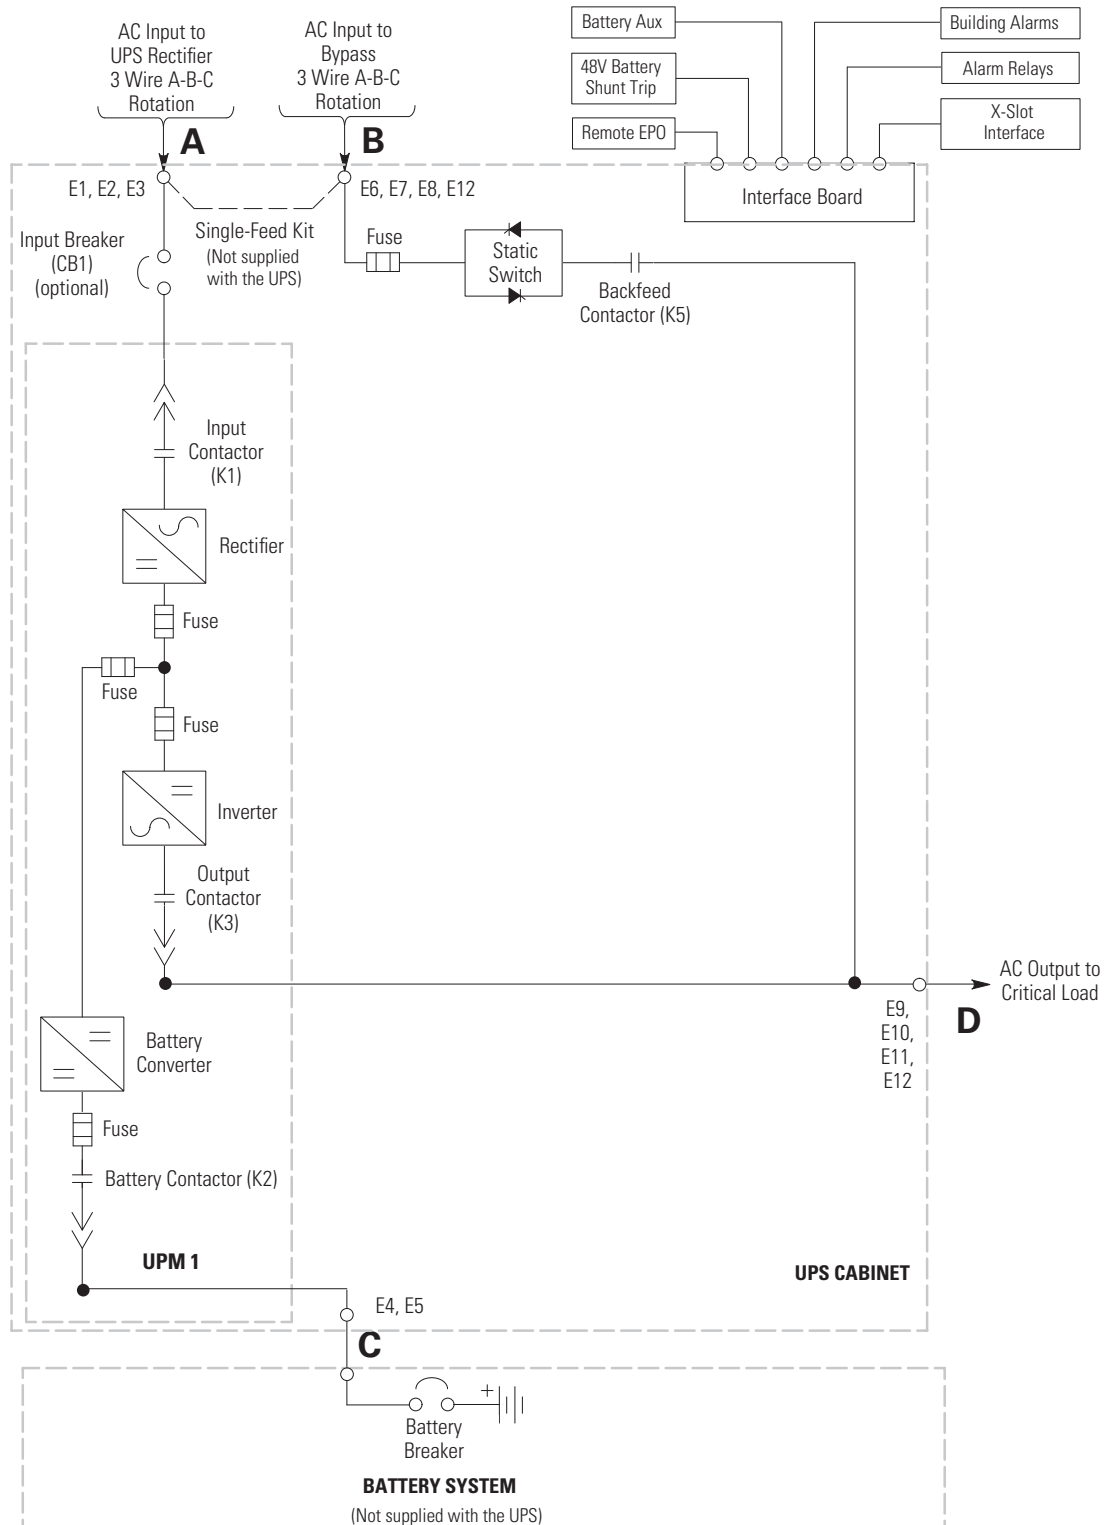 AC Input to
UPS Rectifier
3 Wire A-B-C
Rotation
A
AC Input to
Bypass
3 Wire A-B-C
Rotation
B
Battery Aux
48V Battery
Shunt Trip
Remote EPO
Building Alarms
Alarm Relays
X-Slot
Interface
Interface Board
E1, E2, E3
E6, E7, E8, E12
Single-Feed Kit
(Not supplied
with the UPS)
Input Breaker
(CB1)
(optional)
Fuse
Static
Switch
Backfeed
Contactor (K5)
Input
Contactor
(K1)
Rectifier
Fuse
Fuse
Fuse
Inverter
Output
Contactor
(K3)
AC Output to
Critical Load
D
E9,
E10,
E11,
E12
Battery
Converter
Fuse
Battery Contactor (K2)
UPM 1
UPS CABINET
E4, E5
C
+
Battery
Breaker
BATTERY SYSTEM
(Not supplied with the UPS)